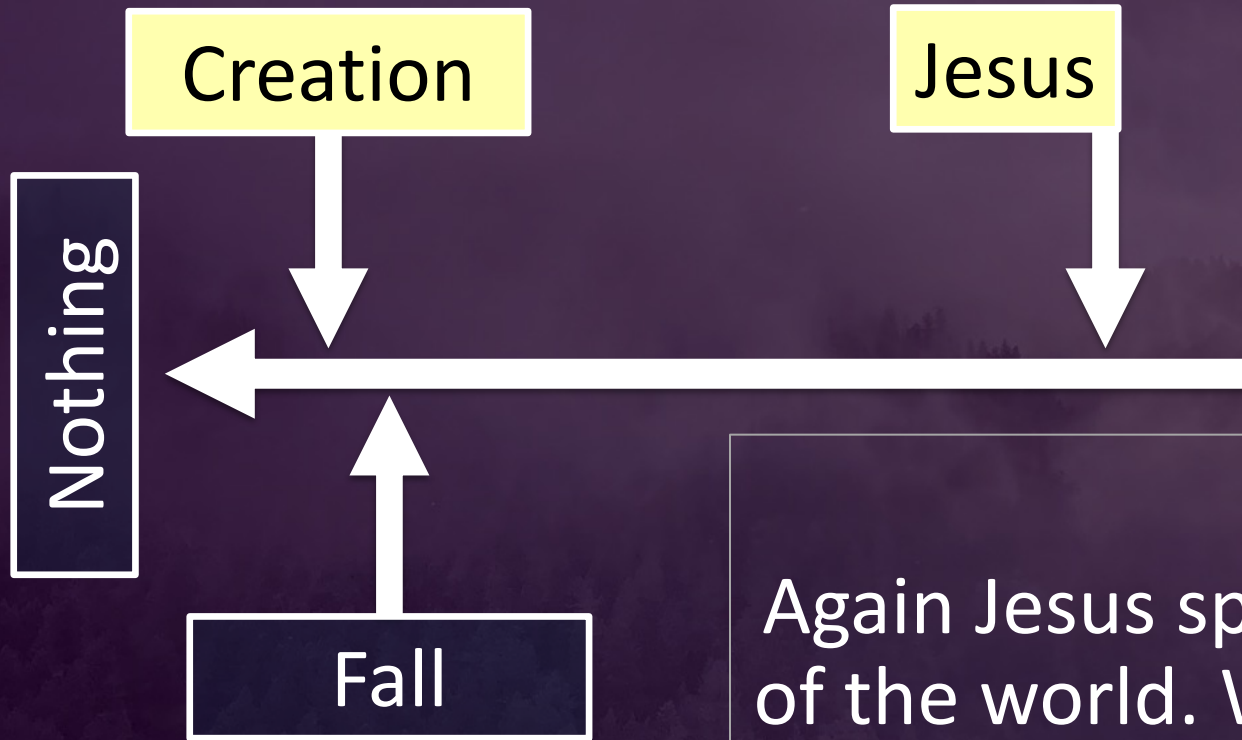 Creation
Jesus
Nothing
Fall
Again Jesus sp
of the world. W